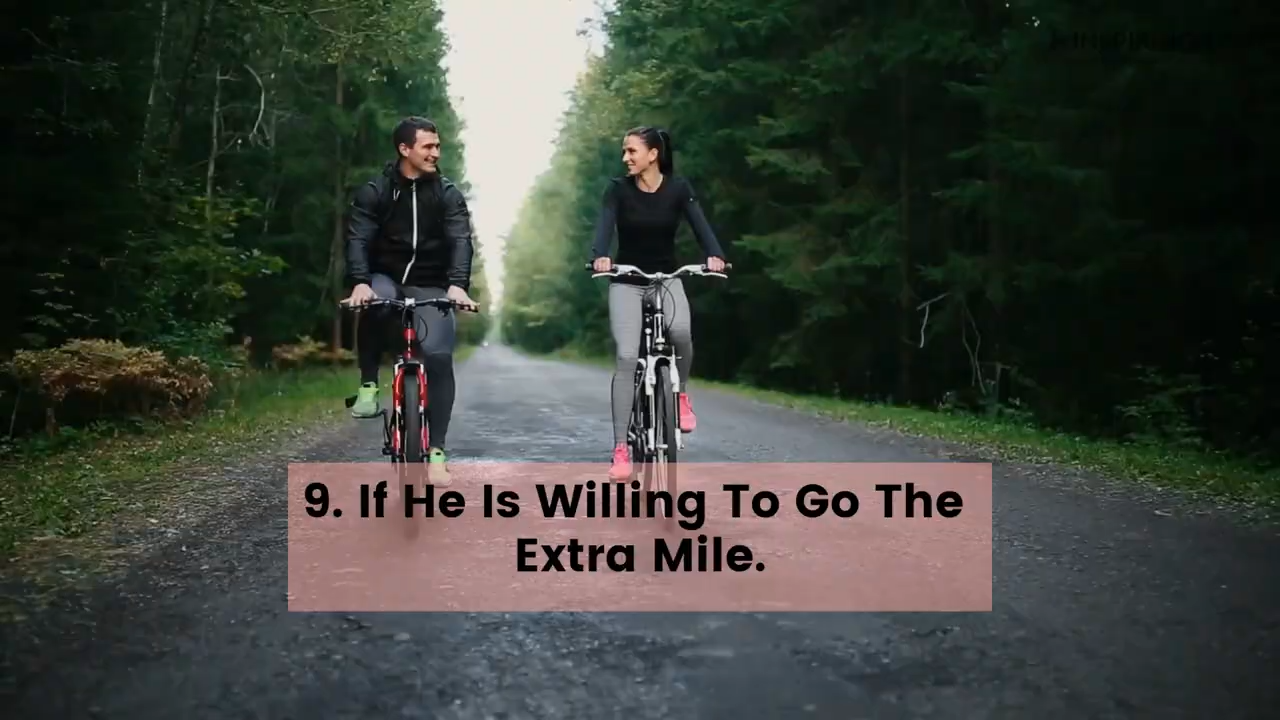 9. If He Is Willing To Go The
Extra Mile.